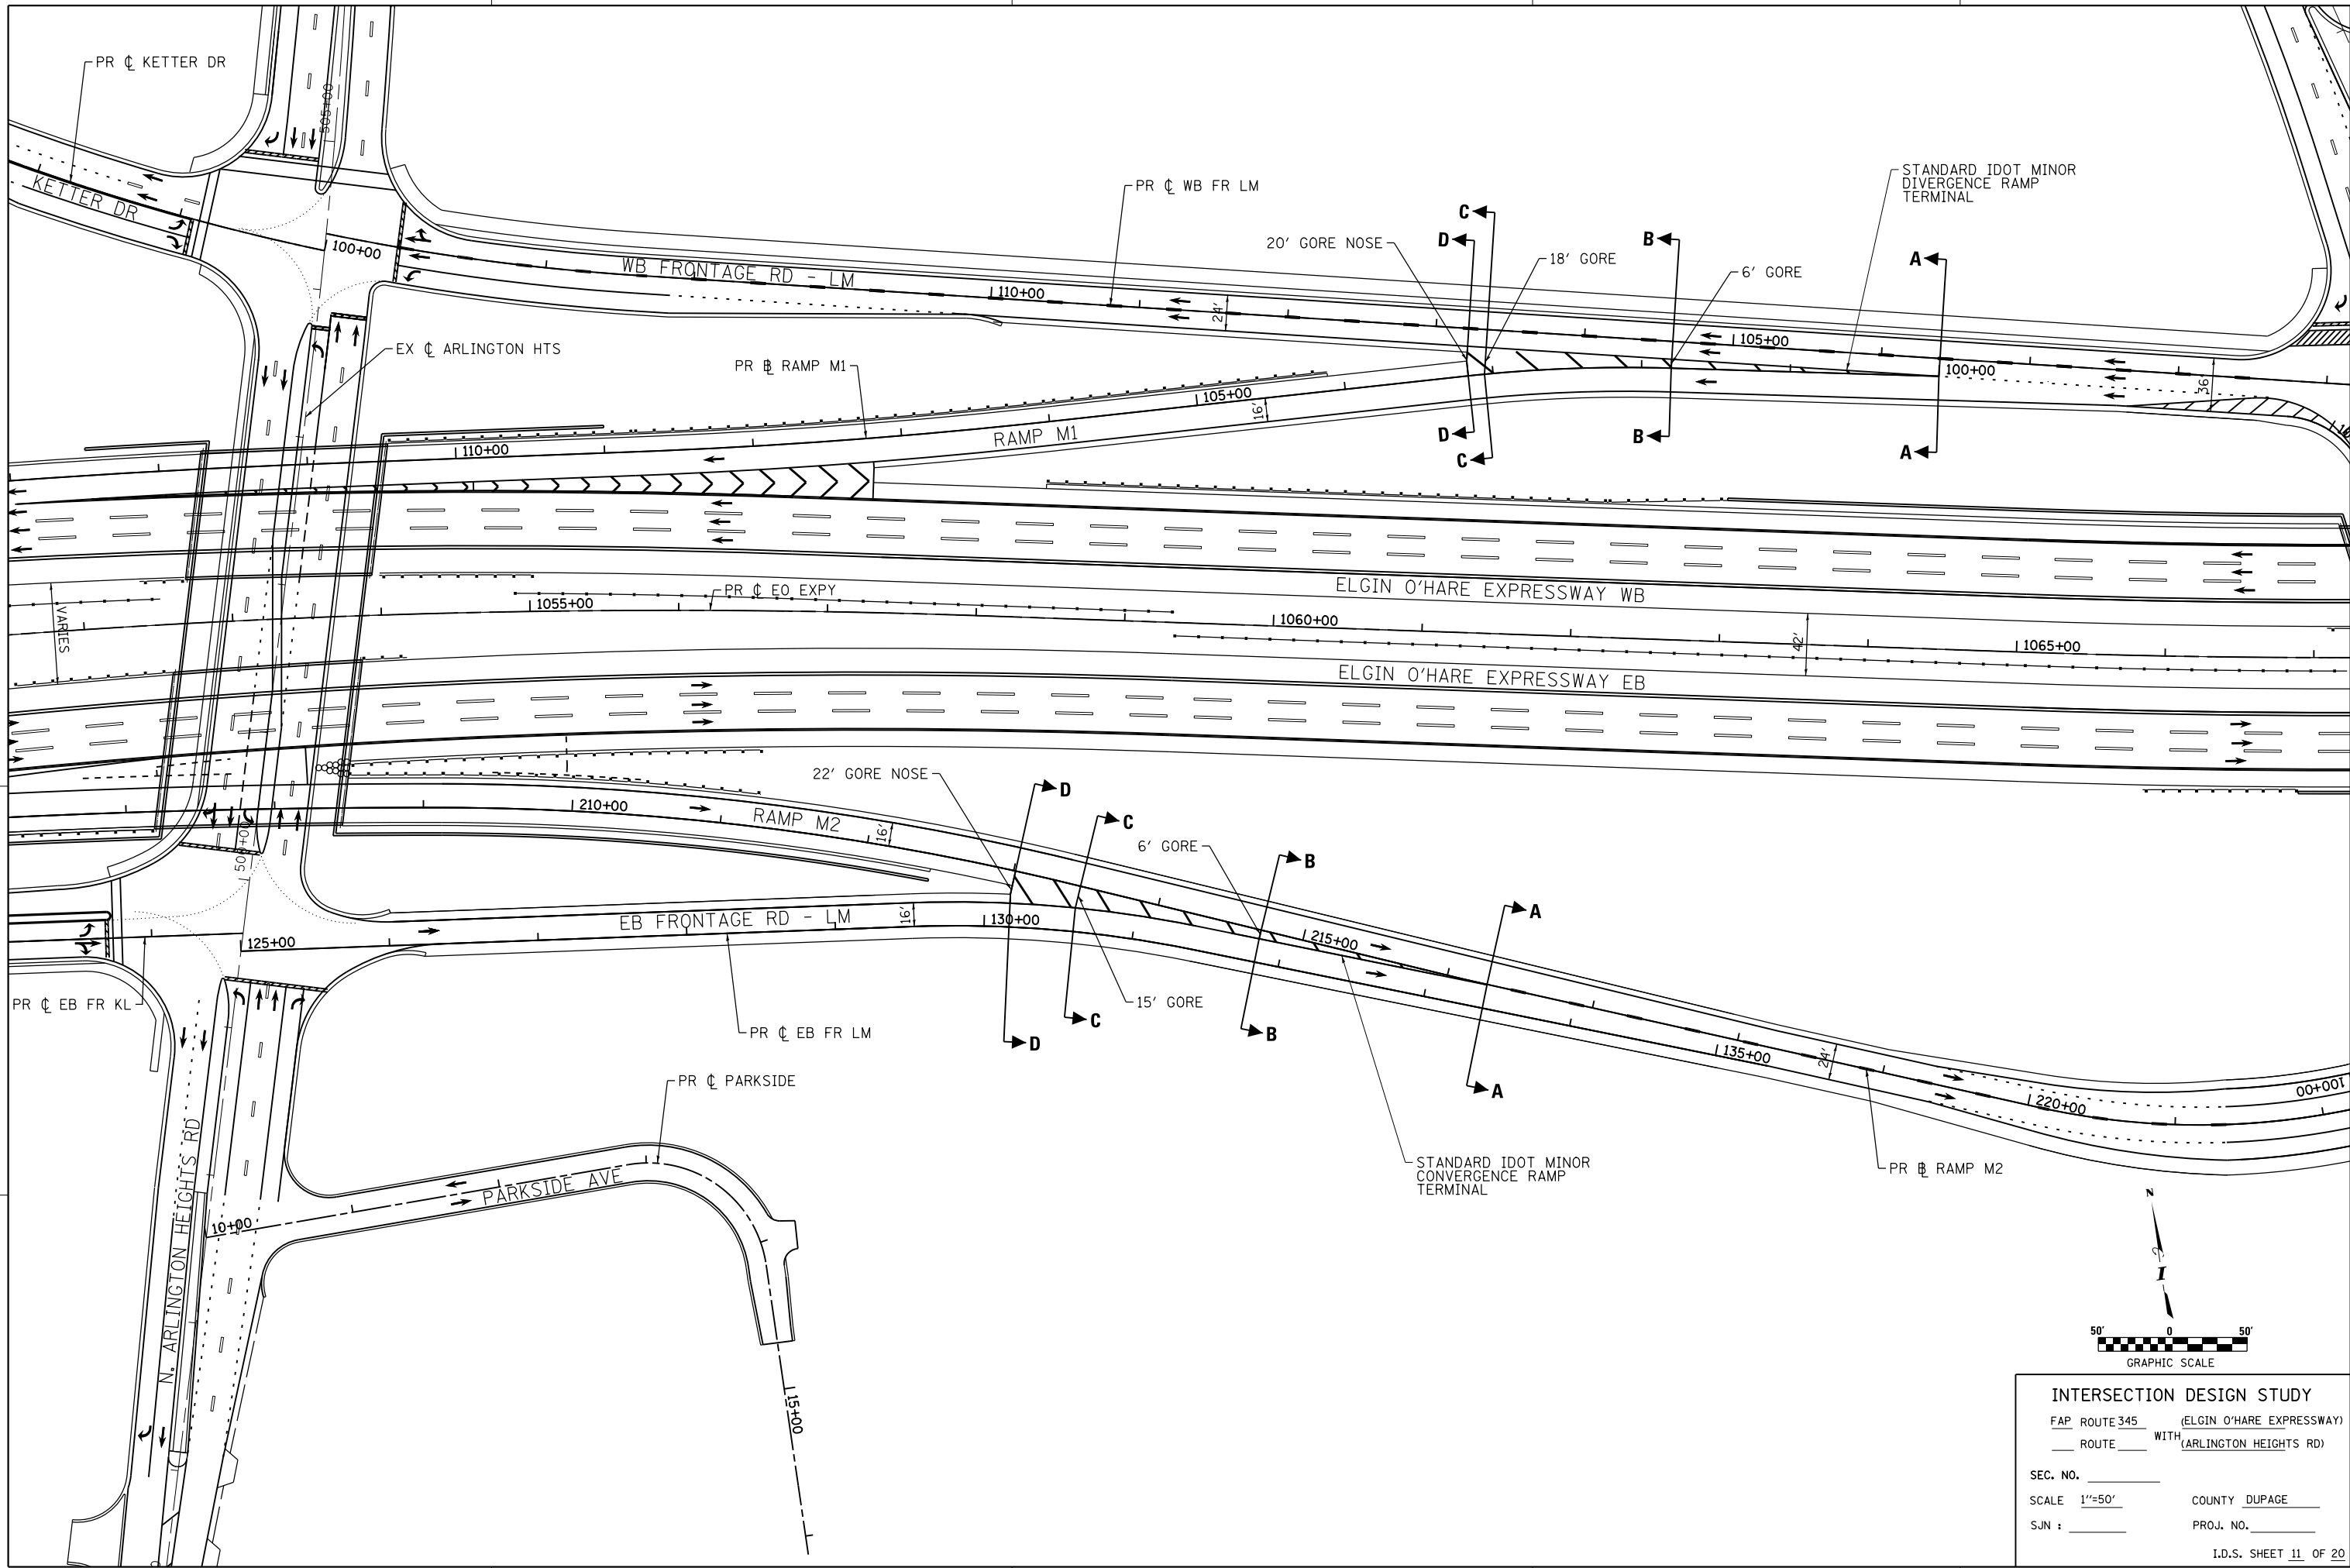 PR ℄ KETTER DR
505+00
KETTER DR
100+00
WB FRONTAGE RD - LM
110+00
PR ℄ WB FR LM
24'
20' GORE NOSE
C
D
18' GORE
B
6' GORE
A
STANDARD IDOT MINOR
DIVERGENCE RAMP
TERMINAL
105+00
100+00
36'
EX ℄ ARLINGTON HTS
PR B̵L RAMP M1
105+00
16'
RAMP M1
D
C
B
A
110+00
ELGIN O'HARE EXPRESSWAY WB
PR ℄ EO EXPY
1055+00
1060+00
42'
1065+00
VARIES
ELGIN O'HARE EXPRESSWAY EB
22' GORE NOSE
D
210+00
RAMP M2
16'
C
6' GORE
B
A
500+00
EB FRONTAGE RD - LM
16'
130+00
215+00
125+00
PR ℄ EB FR KL
PR ℄ EB FR LM
15' GORE
D
C
B
A
135+00
24'
220+00
100+00
PR ℄ PARKSIDE
STANDARD IDOT MINOR
CONVERGENCE RAMP
TERMINAL
PR B̵L RAMP M2
PARKSIDE AVE
10+00
N. ARLINGTON HEIGHTS RD
15+00
N
50' 0 50'
GRAPHIC SCALE
INTERSECTION DESIGN STUDY
FAP ROUTE 345 (ELGIN O'HARE EXPRESSWAY)
WITH
ROUTE (ARLINGTON HEIGHTS RD)
SEC. NO.
SCALE 1''=50' COUNTY DUPAGE
SJN : PROJ. NO.
I.D.S. SHEET 11 OF 20